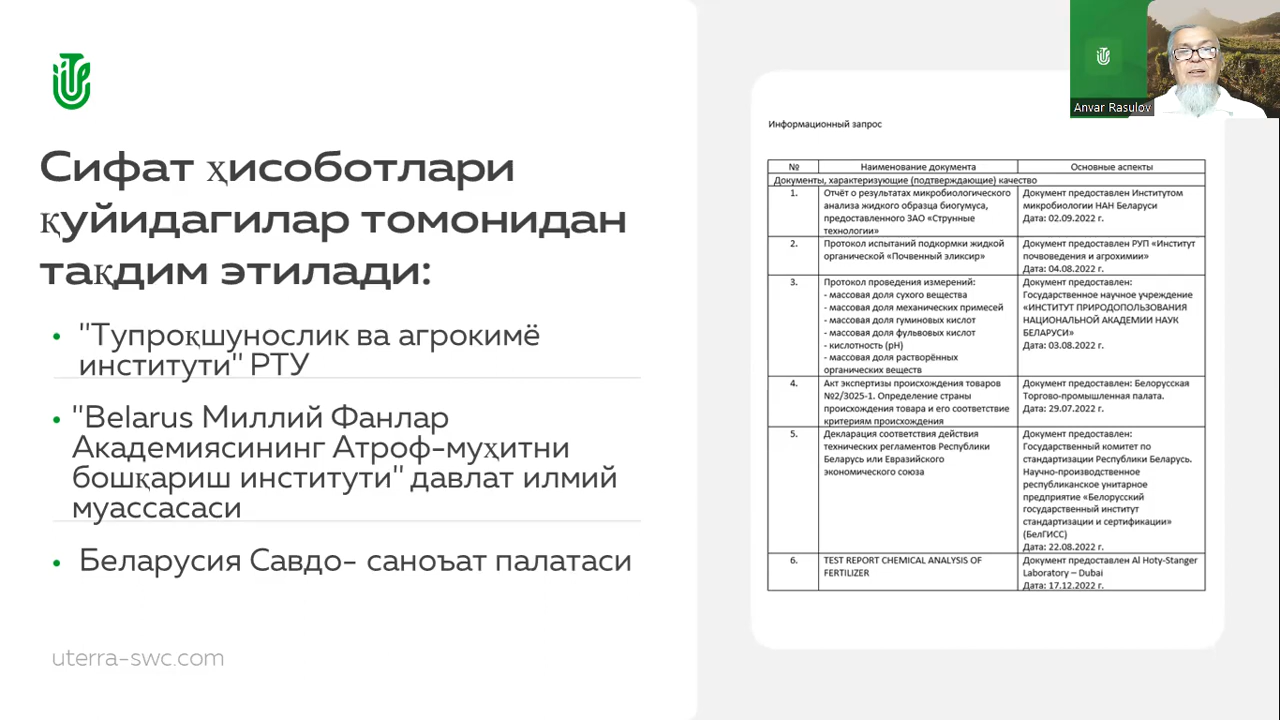 Сифат ҳисоботлари
қуйидагилар томонидан
тақдим этилади:
• "Тупроқшунослик ва агрокимё
институти" РТУ
• "Belarus Миллий Фанлар
Академиясининг Атроф-муҳитни
бошқариш институти" давлат илмий
муассасаси
• Беларусия Савдо- саноъат палатаси
uterra-swc.com
Anvar Rasulov
Информационный запрос
№ Наименование документа Основные аспекты
Документы, характеризующие (подтверждающие) качество
1. Отчёт о результатах микробиологического
анализа жидкого образца биогумуса,
предоставленного ЗАО «Струнные
технологии»
Документ предоставлен Институтом
микробиологии НАН Беларуси
Дата: 02.09.2022 г.
2. Протокол испытаний подкормки жидкой
органической «Почвенный эликсир»
Документ предоставлен РУП «Институт
почвоведения и агрохимии»
Дата: 04.08.2022 г.
3. Протокол проведения измерений:
- массовая доля сухого вещества
- массовая доля механических примесей
- массовая доля гуминовых кислот
- массовая доля фульвовых кислот
- кислотность (pH)
- массовая доля растворённых
органических веществ
Документ предоставлен:
Государственное научное учреждение
«ИНСТИТУТ ПРИРОДОПОЛЬЗОВАНИЯ
НАЦИОНАЛЬНОЙ АКАДЕМИИ НАУК
БЕЛАРУСИ»
Дата: 03.08.2022 г.
4. Акт экспертизы происхождения товаров
№2/3025-1. Определение страны
происхождения товара и его соответствие
критериям происхождения
Документ предоставлен: Белорусская
Торгово-промышленная палата.
Дата: 29.07.2022 г.
5. Декларация соответствия действия
технических регламентов Республики
Беларусь или Евразийского
экономического союза
Документ предоставлен:
Государственный комитет по
стандартизации Республики Беларусь.
Научно-производственное
республиканское унитарное
предприятие «Белорусский
государственный институт
стандартизации и сертификации»
(БелГИСС)
Дата: 22.08.2022 г.
6. TEST REPORT CHEMICAL ANALYSIS OF
FERTILIZER
Документ предоставлен Al Hoty-Stanger
Laboratory – Dubai
Дата: 17.12.2022 г.